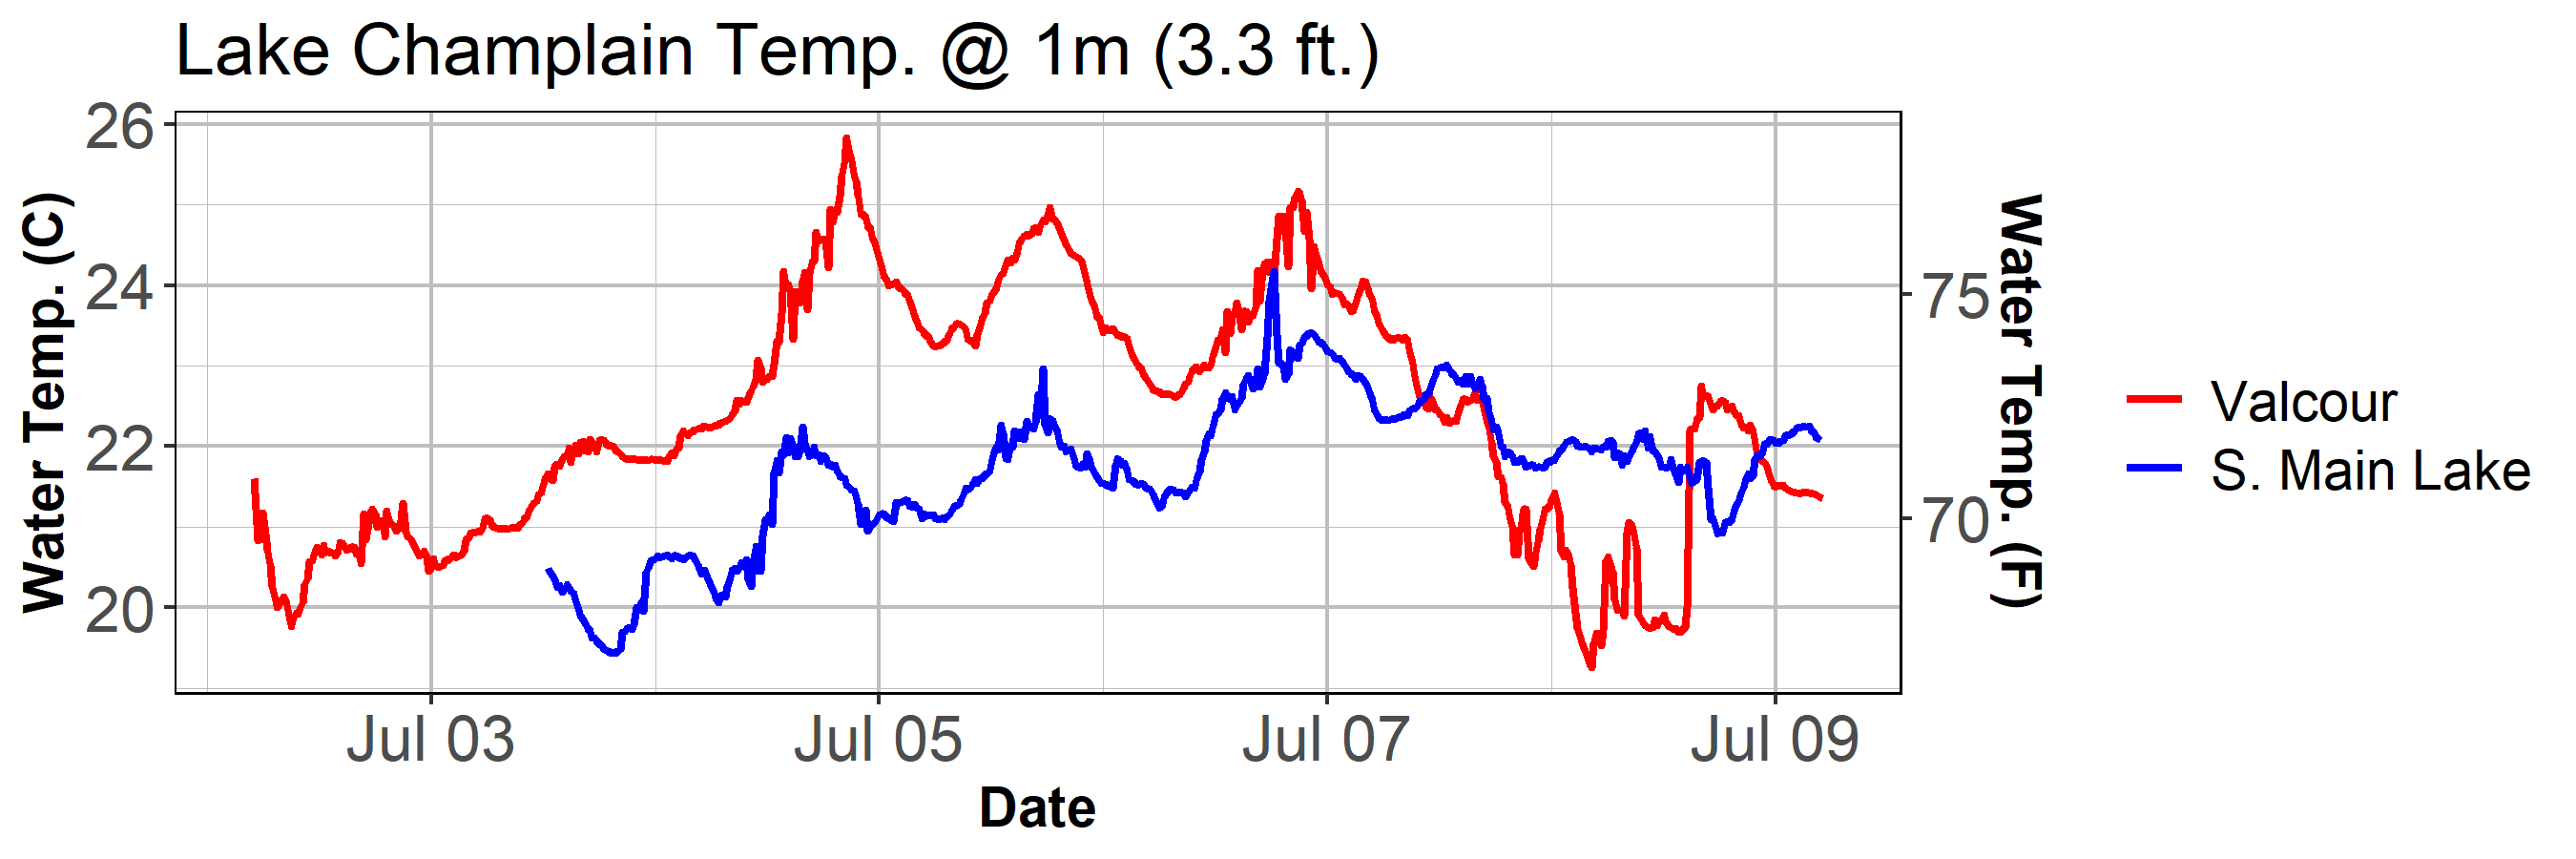 Lake Champlain Temp. @ 1m (3.3 ft.)
Water Temp. (C)
26
24
22
20
75
70
Water Temp. (F)
Jul 03
Jul 05
Jul 07
Jul 09
Date
Valcour
S. Main Lake